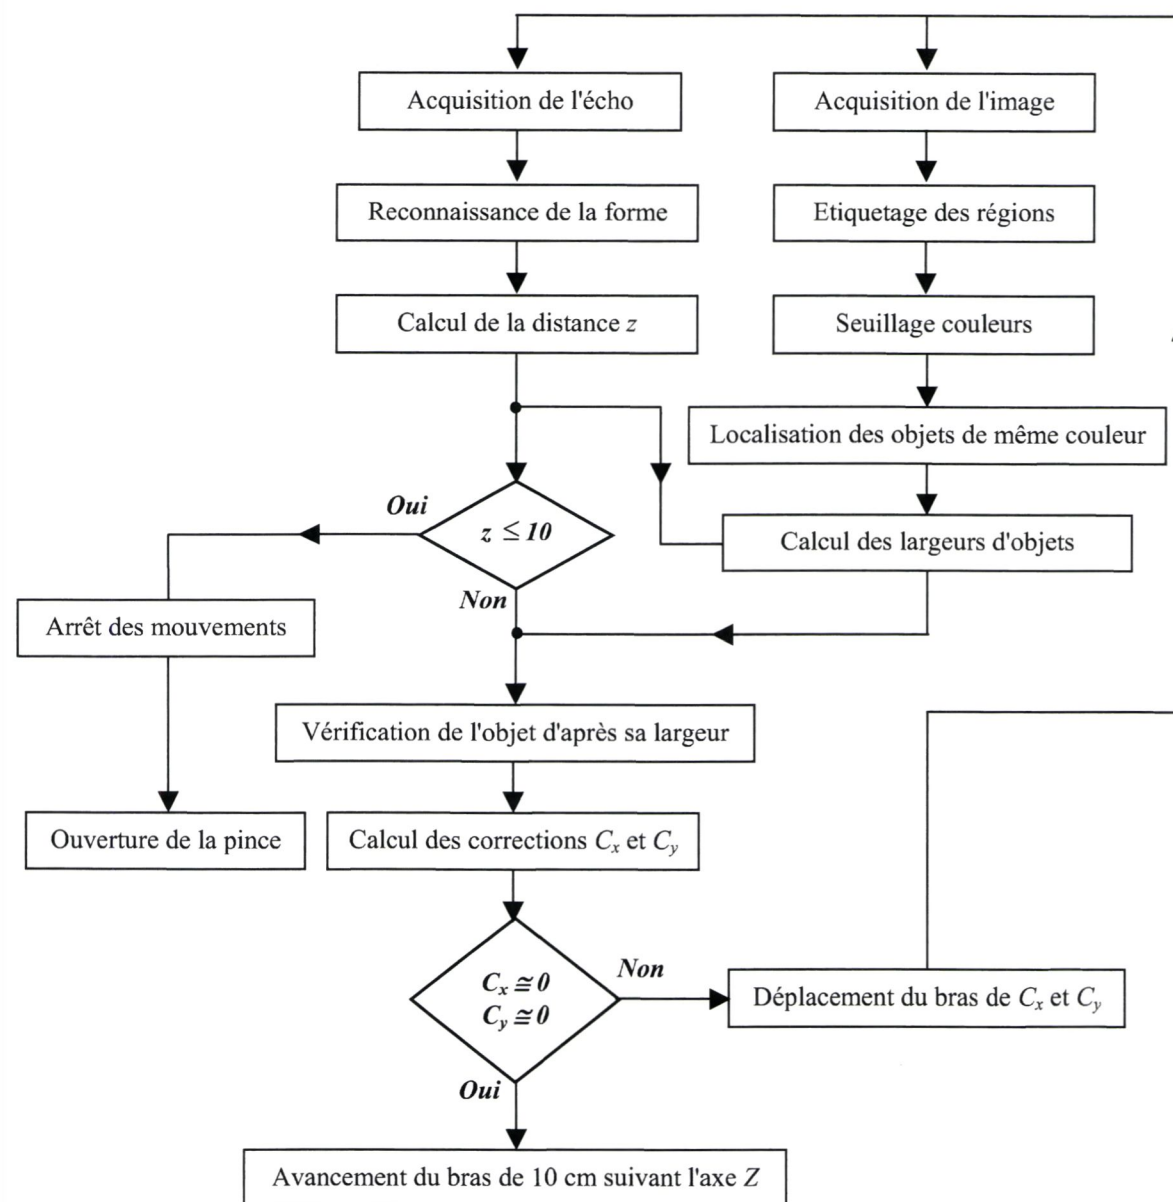 Acquisition de l'écho
Acquisition de l'image
Reconnaissance de la forme
Etiquetage des régions
Calcul de la distance z
Seuillage couleurs
Localisation des objets de même couleur
Oui
z ≤ 10
Calcul des largeurs d'objets
Non
Arrêt des mouvements
Vérification de l'objet d'après sa largeur
Ouverture de la pince
Calcul des corrections Cx et Cy
Cx ≅ 0
Cy ≅ 0
Non
Déplacement du bras de Cx et Cy
Oui
Avancement du bras de 10 cm suivant l'axe Z